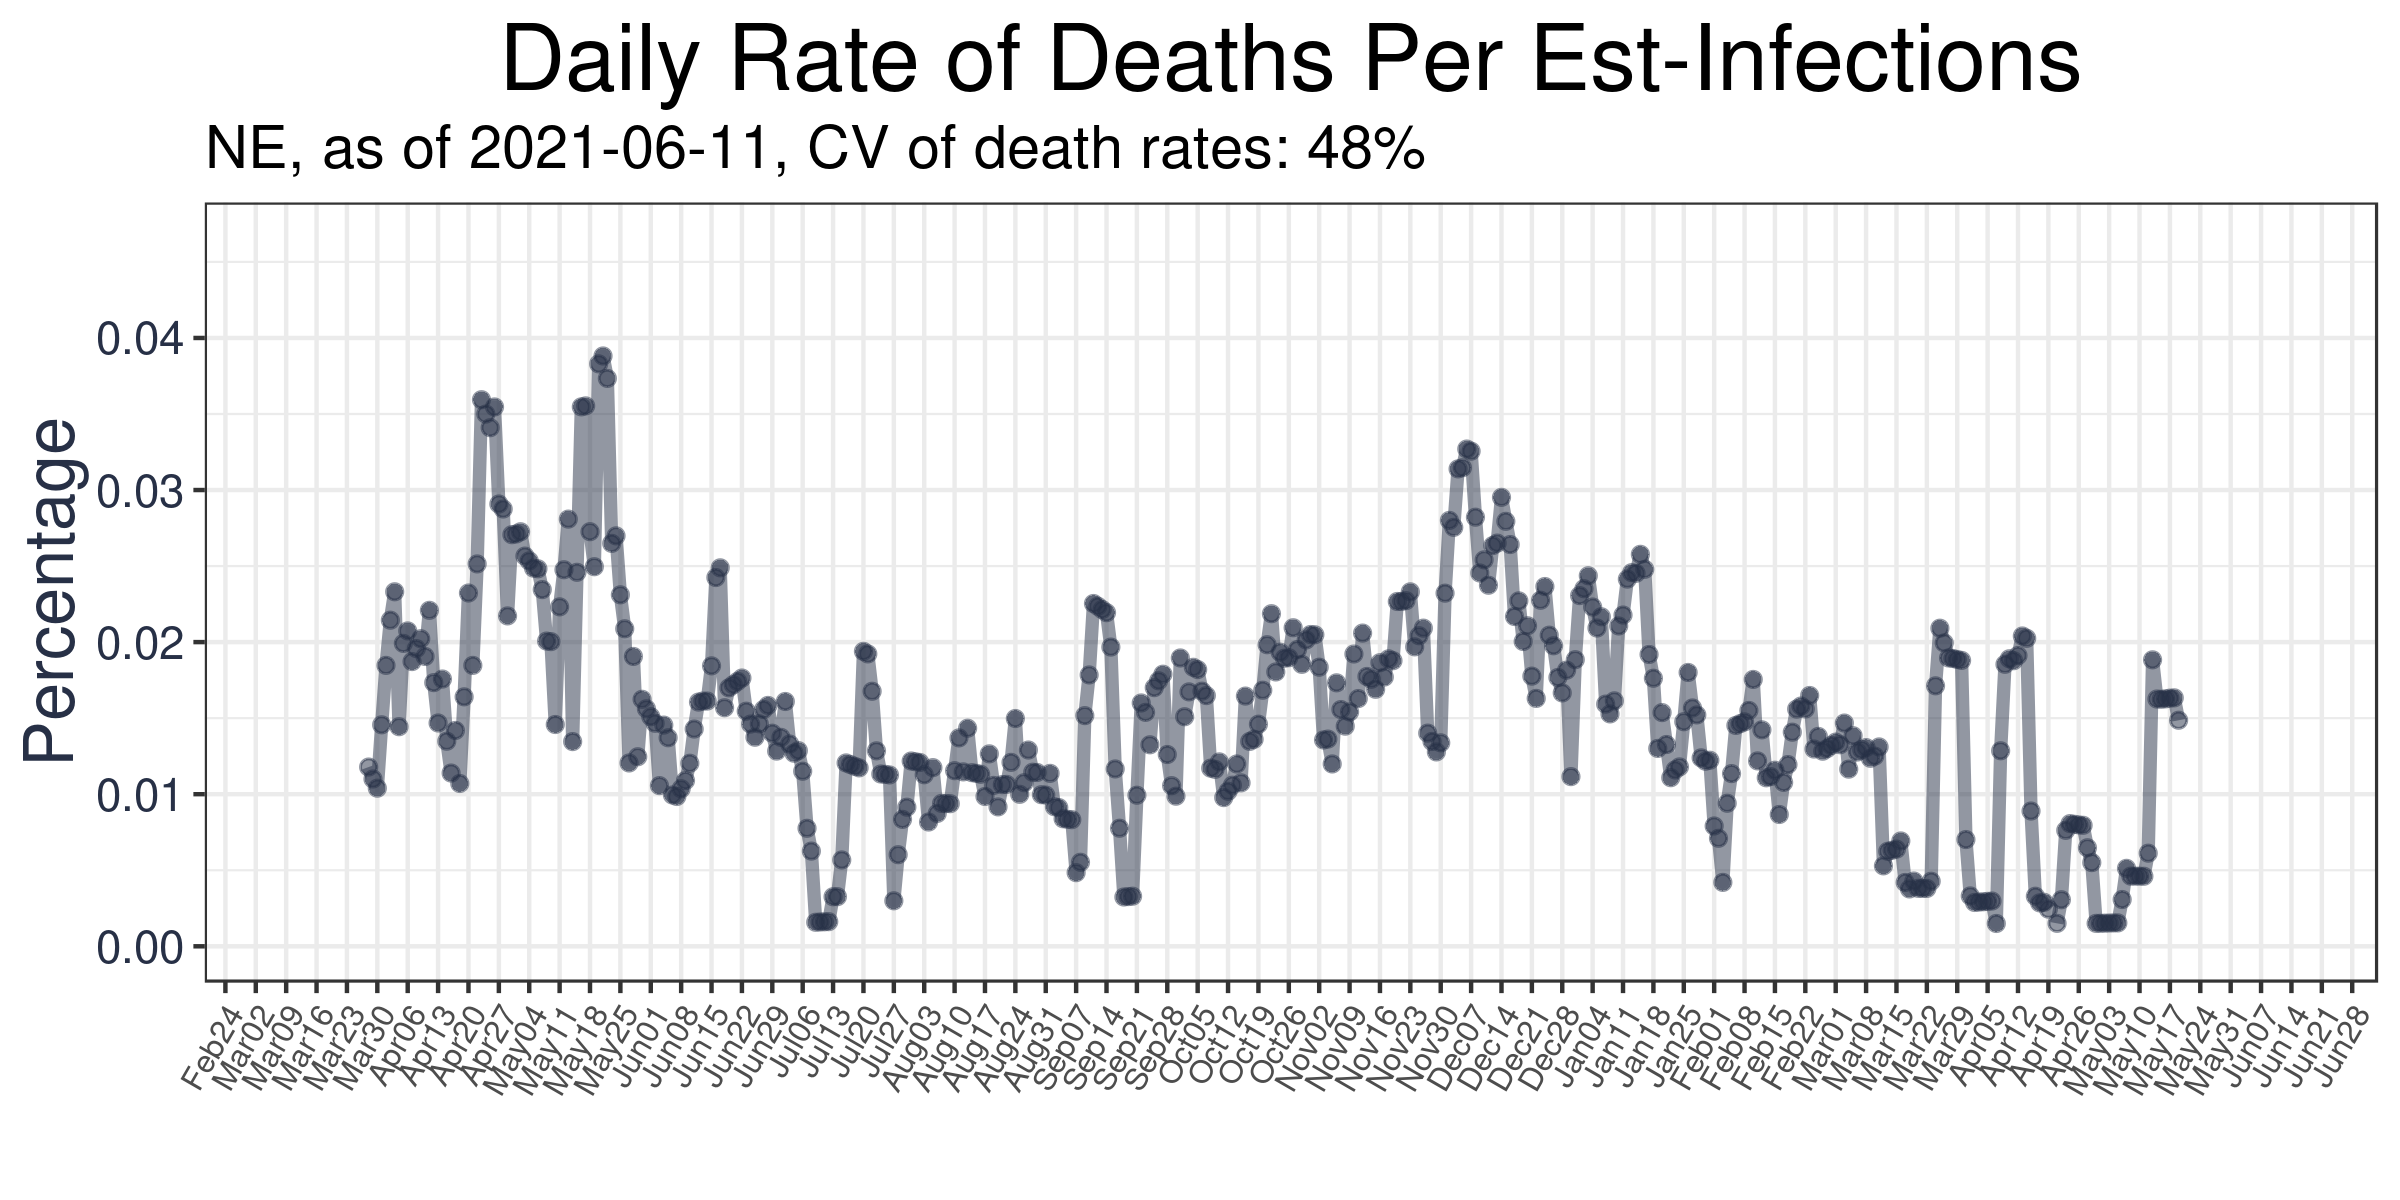 Daily Rate of Deaths Per Est-Infections
NE, as of 2021-06-11, CV of death rates: 48%
Percentage
0.04
0.03
0.02
0.01
0.00
Feb24
Mar02
Mar09
Mar16
Mar23
Mar30
Apr06
Apr13
Apr20
Apr27
May04
May11
May18
May25
Jun01
Jun08
Jun15
Jun22
Jun29
Jul06
Jul13
Jul20
Jul27
Aug03
Aug10
Aug17
Aug24
Aug31
Sep07
Sep14
Sep21
Sep28
Oct05
Oct12
Oct19
Oct26
Nov02
Nov09
Nov16
Nov23
Nov30
Dec07
Dec14
Dec21
Dec28
Jan04
Jan11
Jan18
Jan25
Feb01
Feb08
Feb15
Feb22
Mar01
Mar08
Mar15
Mar22
Mar29
Apr05
Apr12
Apr19
Apr26
May03
May10
May17
May24
May31
Jun07
Jun14
Jun21
Jun28